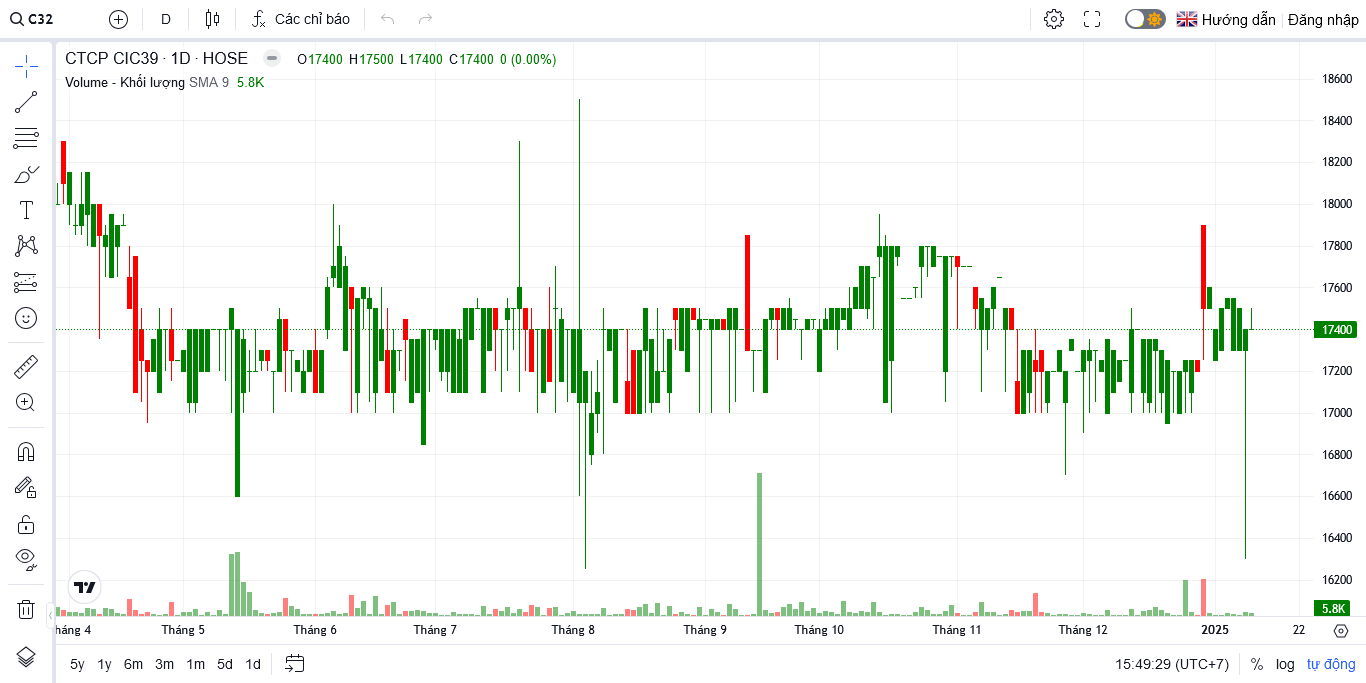 C32 D Các chỉ báo Hướng dẫn Đăng nhập
CTCP CIC39 · 1D · HOSE O17400 H17500 L17400 C17400 0 (0.00%)
Volume - Khối lượng SMA 9 5.8K
18600
18400
18200
18000
17800
17600
17400
17200
17000
16800
16600
16400
16200
5.8K
háng 4 Tháng 5 Tháng 6 Tháng 7 Tháng 8 Tháng 9 Tháng 10 Tháng 11 Tháng 12 2025 22
5y 1y 6m 3m 1m 5d 1d 15:49:29 (UTC+7) % log tự động